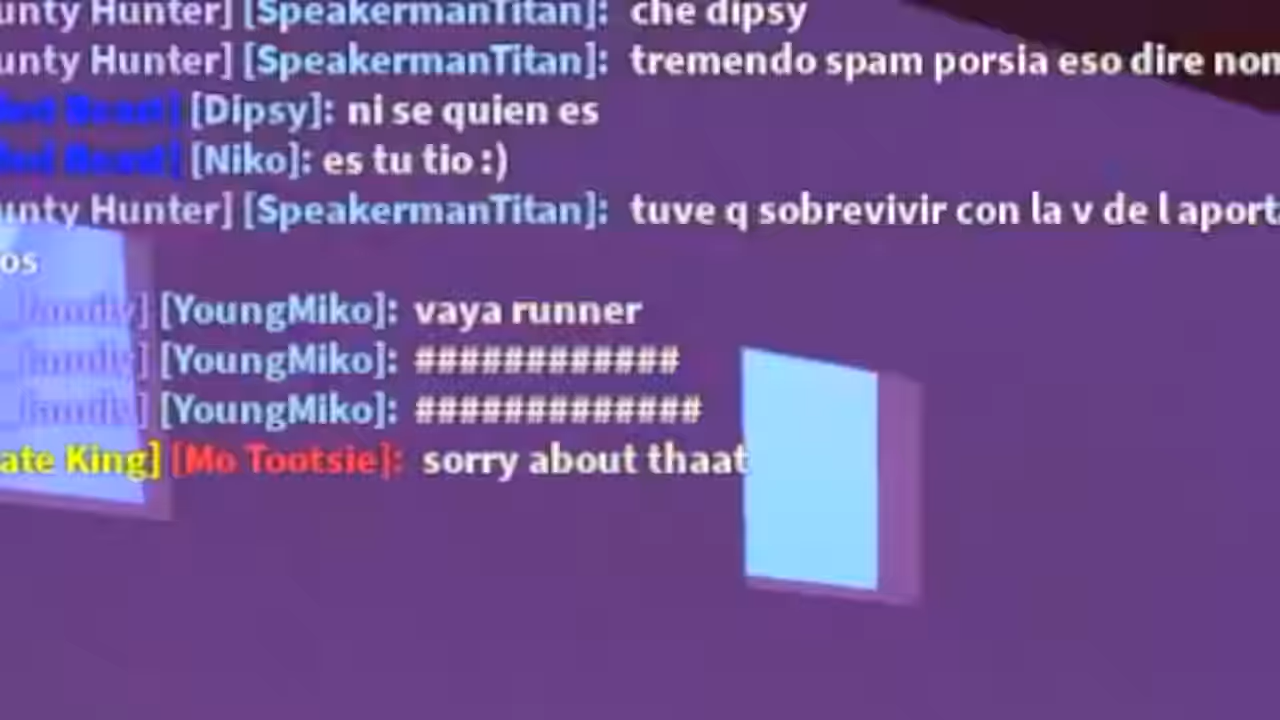 unty Hunter] [SpeakermanTitan]: che dipsy
unty Hunter] [SpeakermanTitan]: tremendo spam porsia eso dire nom
[Dipsy]: ni se quien es
[Niko]: es tu tio :)
unty Hunter] [SpeakermanTitan]: tuve q sobrevivir con la v de l aport
os
[YoungMiko]: vaya runner
[YoungMiko]: ############
[YoungMiko]: #############
ate King] [Mo Tootsie]: sorry about thaat